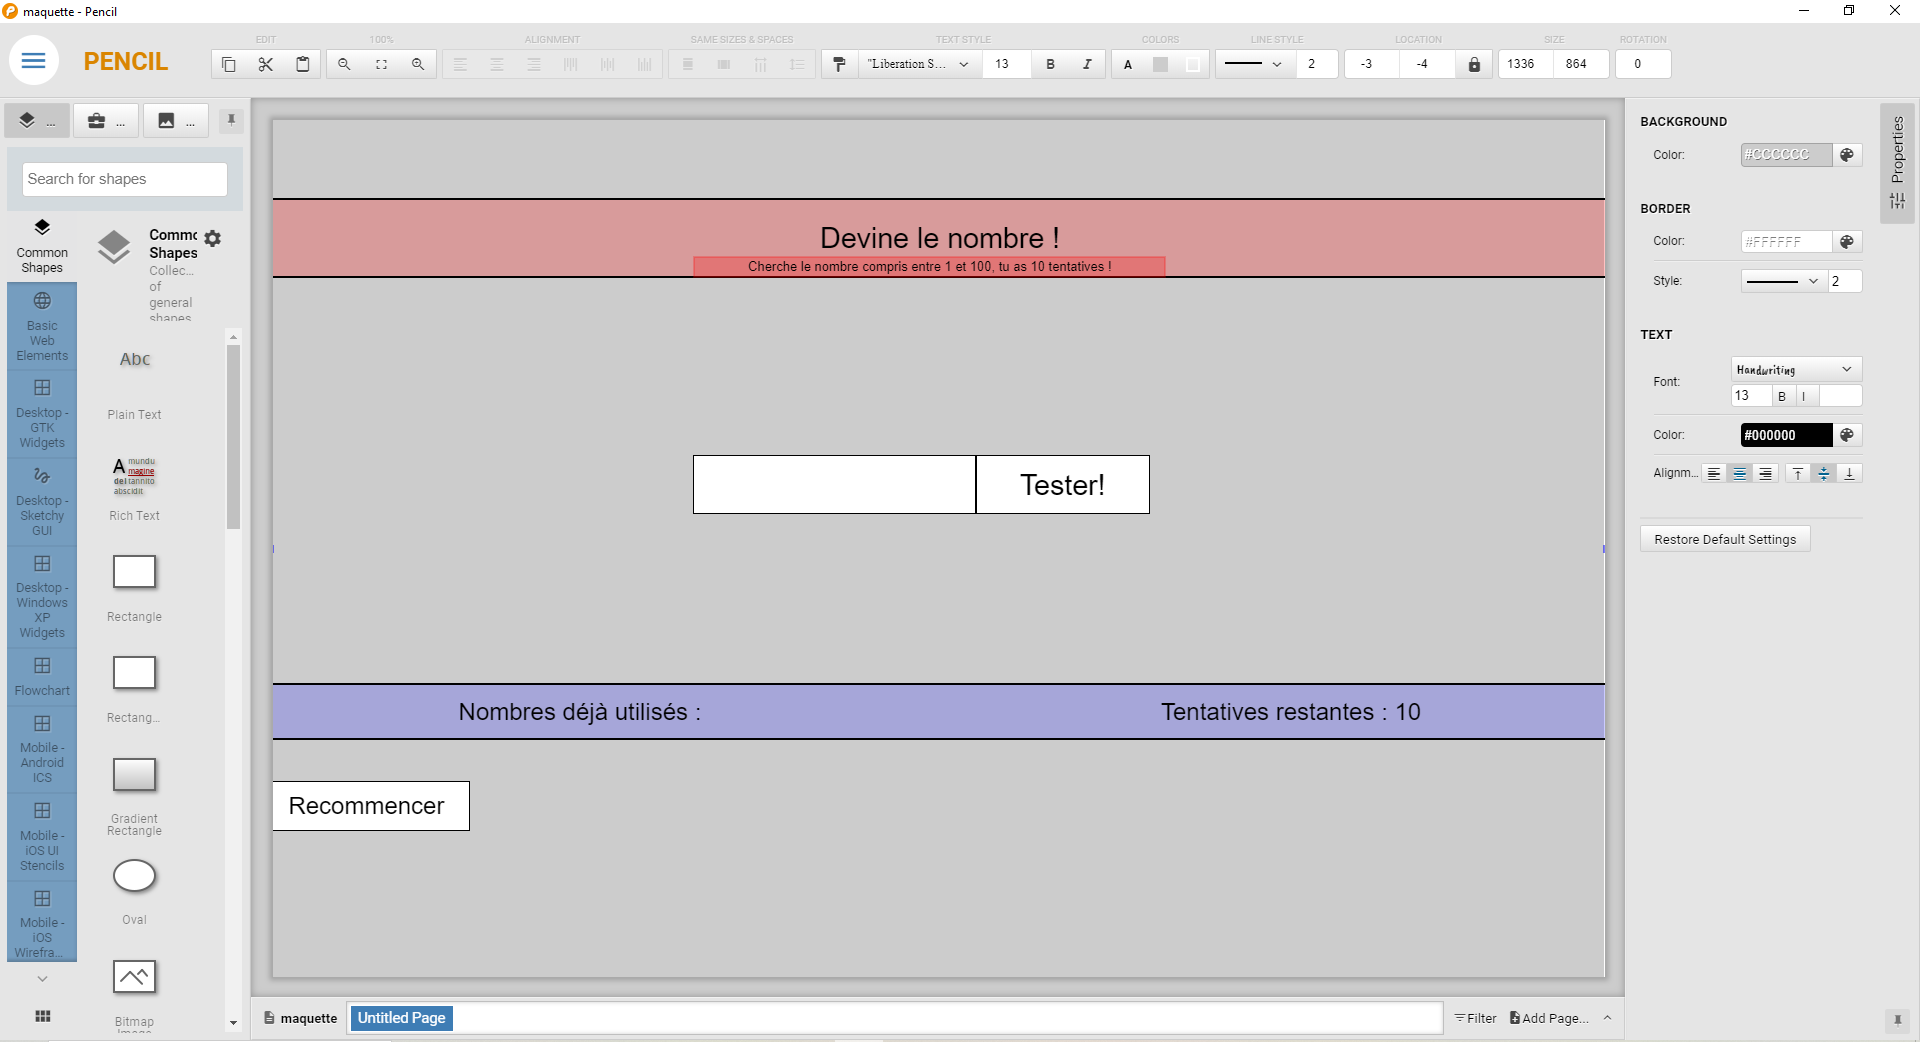 maquette - Pencil
PENCIL
EDIT
100%
ALIGNMENT
SAME SIZES & SPACES
TEXT STYLE
COLORS
LINE STYLE
LOCATION
SIZE
ROTATION
"Liberation S...
13
B
I
A
2
-3
-4
1336
864
0
...
...
...
Search for shapes
Common
Shapes
Basic
Web
Elements
Desktop -
GTK
Widgets
Desktop -
Sketchy
GUI
Desktop -
Windows
XP
Widgets
Flowchart
Mobile -
Android
ICS
Mobile -
iOS UI
Stencils
Mobile -
iOS
Wirefra...
Commo
Shapes
Collec...
of
general
shapes
Abc
Plain Text
A mundu
magine
del tannito
abscidit
Rich Text
Rectangle
Rectang...
Gradient
Rectangle
Oval
Bitmap
Image
Devine le nombre !
Cherche le nombre compris entre 1 et 100, tu as 10 tentatives !
Tester!
Nombres déjà utilisés :
Tentatives restantes : 10
Recommencer
maquette
Untitled Page
Filter
Add Page...
BACKGROUND
Color:
#CCCCCC
BORDER
Color:
#FFFFFF
Style:
2
TEXT
Font:
Handwriting
13
B
I
Color:
#000000
Alignm...
Restore Default Settings
Properties